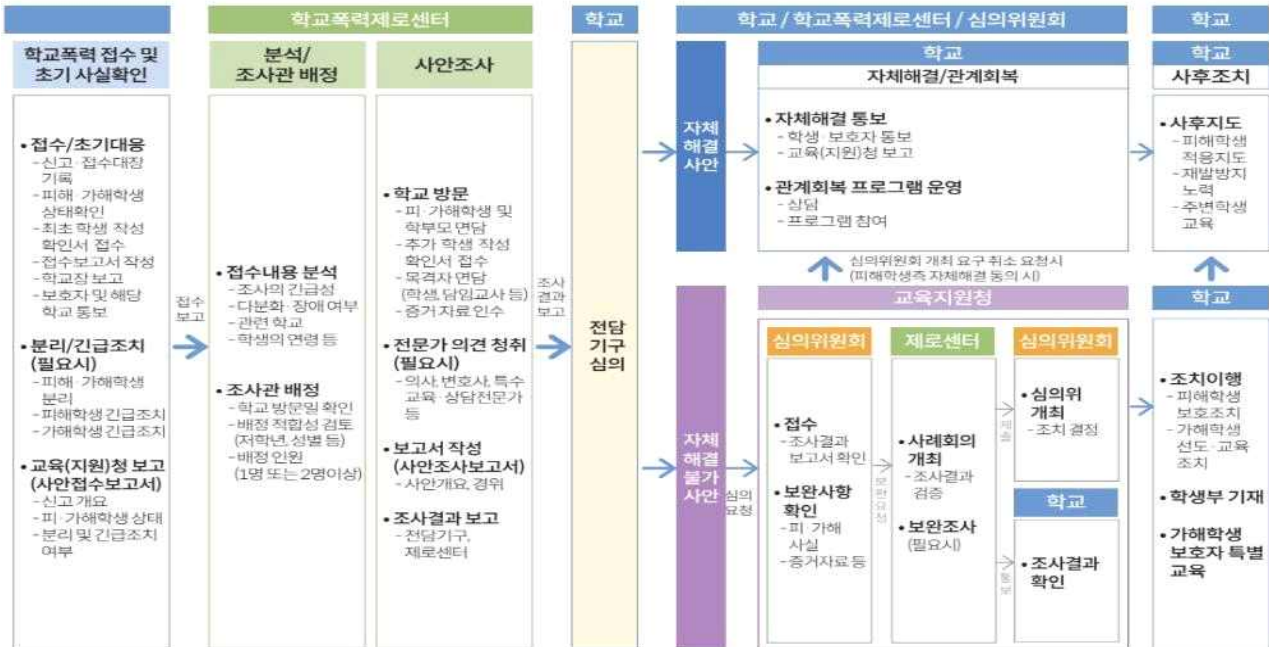 학교폭력제로센터
학교
학교 / 학교폭력제로센터 / 심의위원회
학교
학교폭력 접수 및
초기 사실확인
• 접수/초기대응
- 신고·접수대장
기록
- 피해·가해학생
상태확인
- 최초 학생 작성
확인서 접수
- 접수보고서 작성
- 학교장 보고
- 보호자 및 해당
학교 통보
• 분리/긴급조치
(필요시)
- 피해·가해학생
분리
- 피해학생 긴급조치
- 가해학생 긴급조치
• 교육(지원)청 보고
(사안접수보고서)
- 신고 개요
- 피·가해학생 상태
- 분리 및 긴급조치
여부
접수
보고
분석/
조사관 배정
• 접수내용 분석
- 조사의 긴급성
- 다문화·장애 여부
- 관련 학교
- 학생의 연령 등
• 조사관 배정
- 학교 방문일 확인
- 배정 적합성 검토
(저학년, 성별 등)
- 배정 인원
(1명 또는 2명이상)
사안조사
• 학교 방문
- 피·가해학생 및
학부모 면담
- 추가 학생 작성
확인서 접수
- 목격자 면담
(학생, 담임교사 등)
- 증거 자료 인수
• 전문가 의견 청취
(필요시)
- 의사, 변호사, 특수
교육·상담전문가
등
• 보고서 작성
(사안조사보고서)
- 사안개요, 경위
• 조사결과 보고
- 전담기구,
제로센터
조사
결과
보고
전담
기구
심의
자체
해결
사안
학교
자체해결/관계회복
• 자체해결 통보
- 학생·보호자 통보
- 교육(지원)청 보고
• 관계회복 프로그램 운영
- 상담
- 프로그램 참여
학교
사후조치
• 사후지도
- 피해학생
적응지도
- 재발방지
노력
- 주변학생
교육
심의위원회 개최 요구 취소 요청시
(피해학생측 자체해결 동의 시)
자체
해결
불가
사안
심의
요청
교육지원청
심의위원회
• 접수
- 조사결과
보고서 확인
• 보완사항
확인
- 피·가해
사실
- 증거자료 등
보완요청
제로센터
• 사례회의
개최
- 조사결과
검증
• 보완조사
(필요시)
제출
통보
심의위원회
• 심의위
개최
- 조치 결정
학교
• 조사결과
확인
학교
• 조치이행
- 피해학생
보호조치
- 가해학생
선도·교육
조치
• 학생부 기재
• 가해학생
보호자 특별
교육